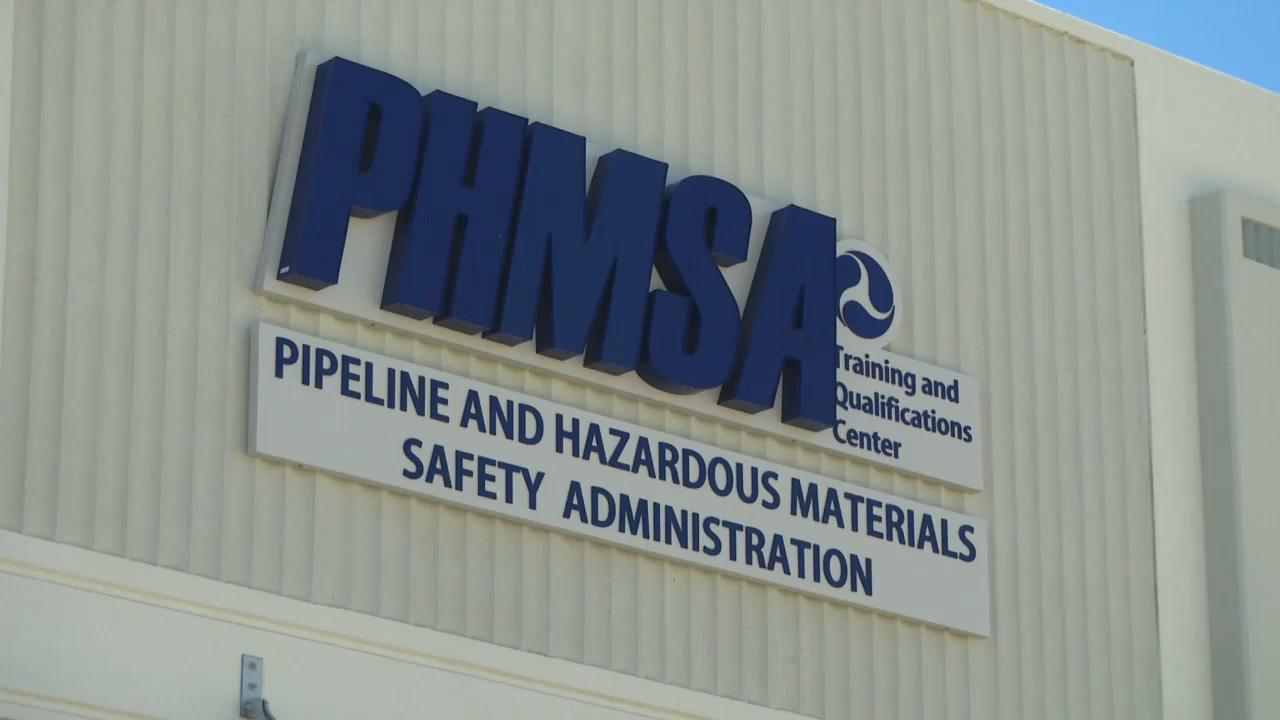 PHMSA
Training and
Qualifications
Center
PIPELINE AND HAZARDOUS MATERIALS
SAFETY ADMINISTRATION